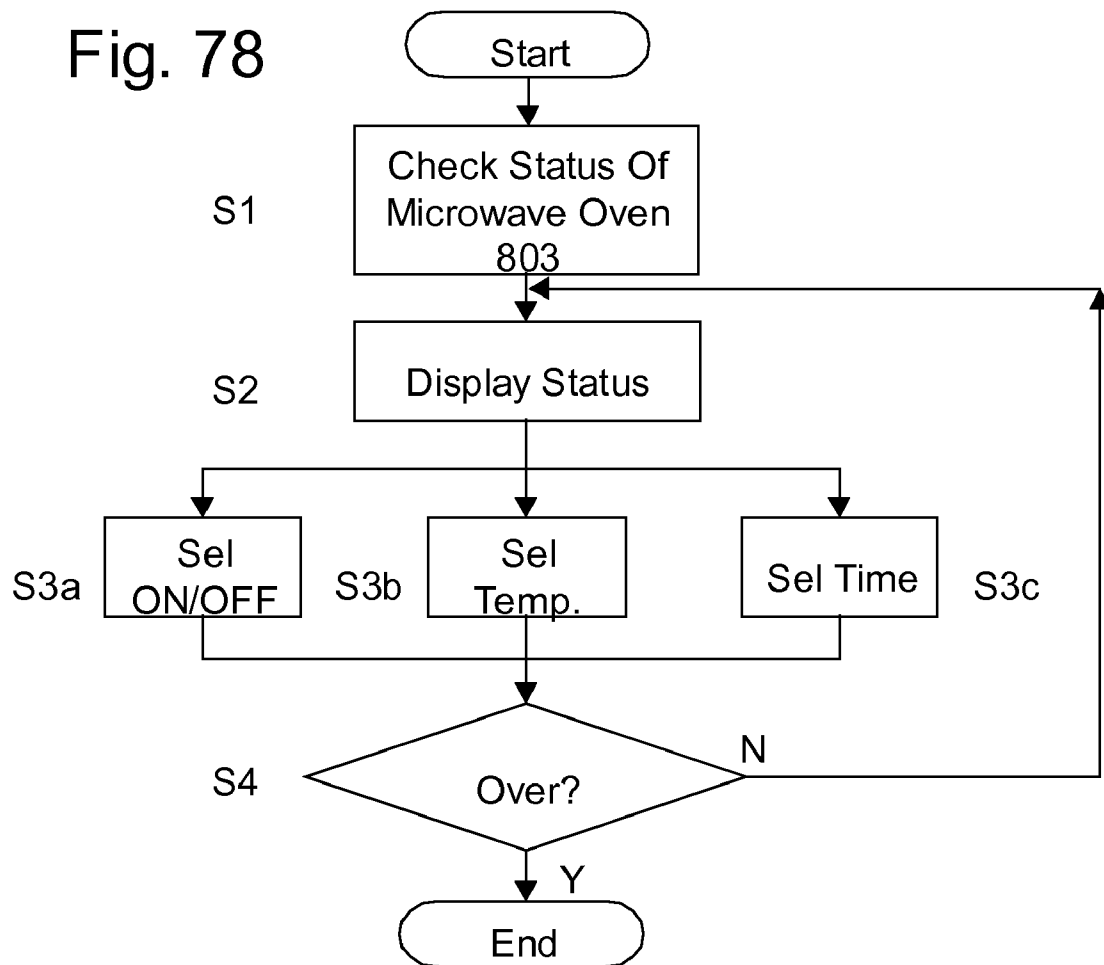 Fig. 78
Start
S1
Check Status Of
Microwave Oven
803
S2
Display Status
S3a
Sel
ON/OFF
S3b
Sel
Temp.
Sel Time
S3c
S4
Over?
N
Y
End